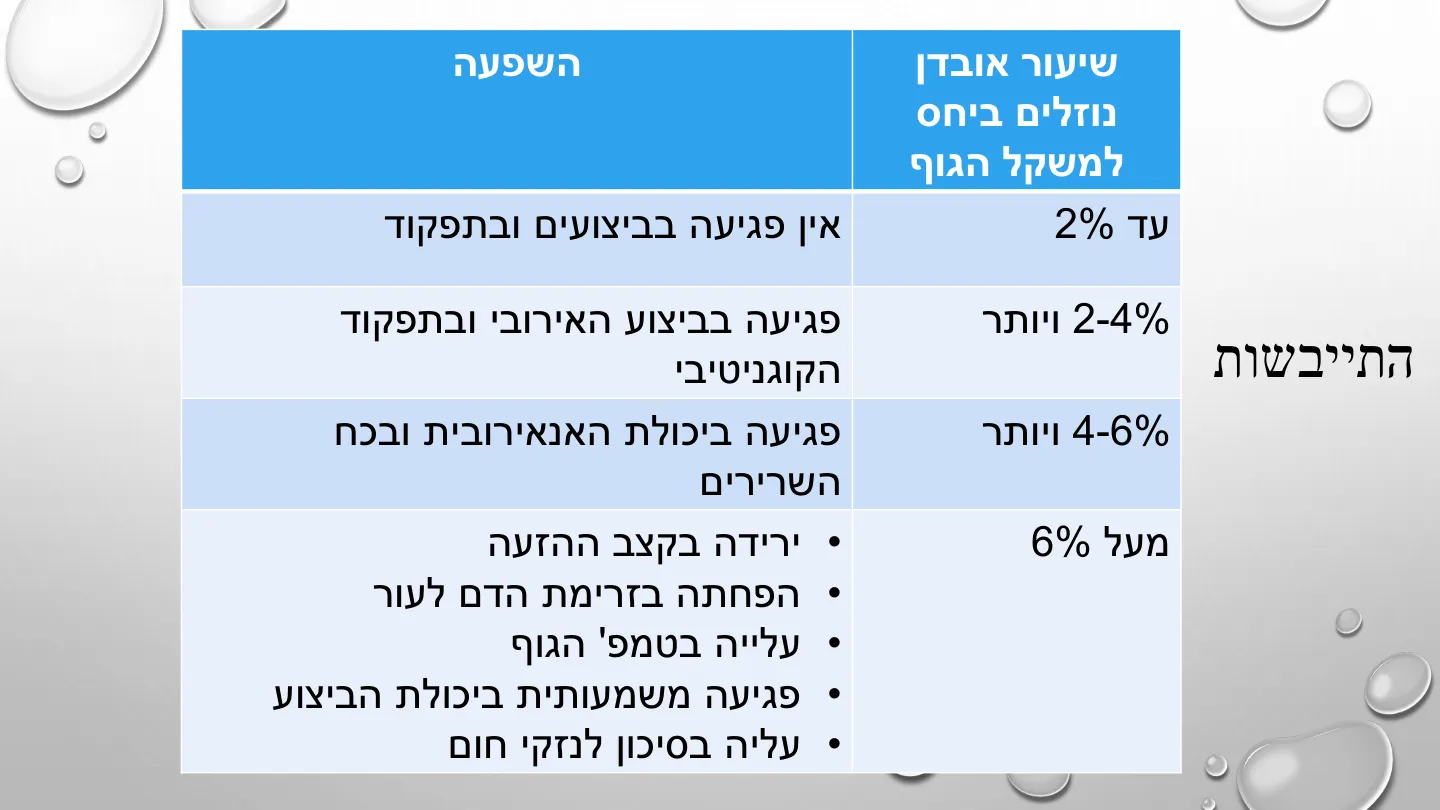 התייבשות
שיעור אובדן
נוזלים ביחס
למשקל הגוף
השפעה
עד 2%
אין פגיעה בביצועים ובתפקוד
2-4% ויותר
פגיעה בביצוע האירובי ובתפקוד
הקוגניטיבי
4-6% ויותר
פגיעה ביכולת האנאירובית ובכח
השרירים
מעל 6%
• ירידה בקצב ההזעה
• הפחתה בזרימת הדם לעור
• עלייה בטמפ' הגוף
• פגיעה משמעותית ביכולת הביצוע
• עליה בסיכון לנזקי חום